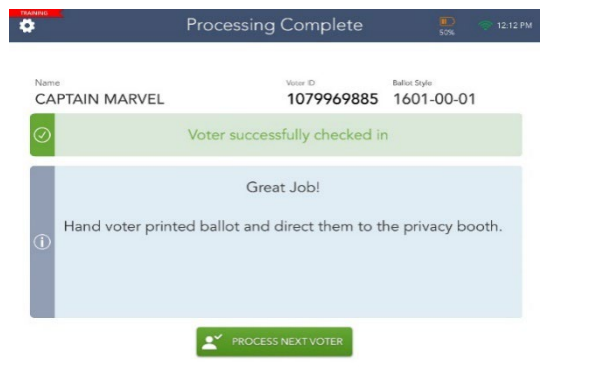 TRAINING
Processing Complete
50%
12:12 PM
Name
Voter ID
Ballot Style
CAPTAIN MARVEL
1079969885
1601-00-01
Voter successfully checked in
Great Job!
Hand voter printed ballot and direct them to the privacy booth.
PROCESS NEXT VOTER